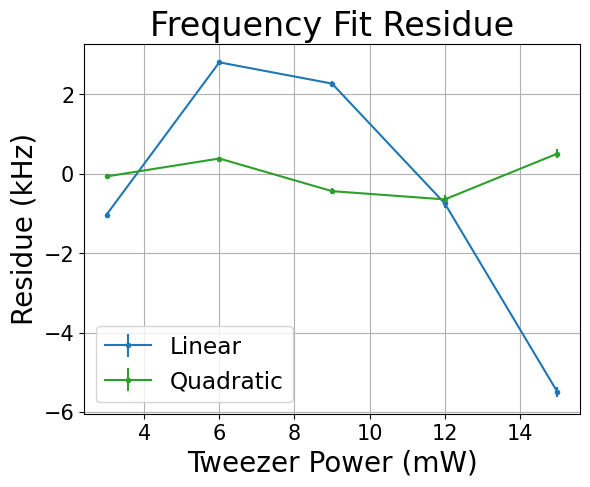 Frequency Fit Residue
Residue (kHz)
2
0
−2
−4
−6
Linear
Quadratic
4 6 8 10 12 14
Tweezer Power (mW)